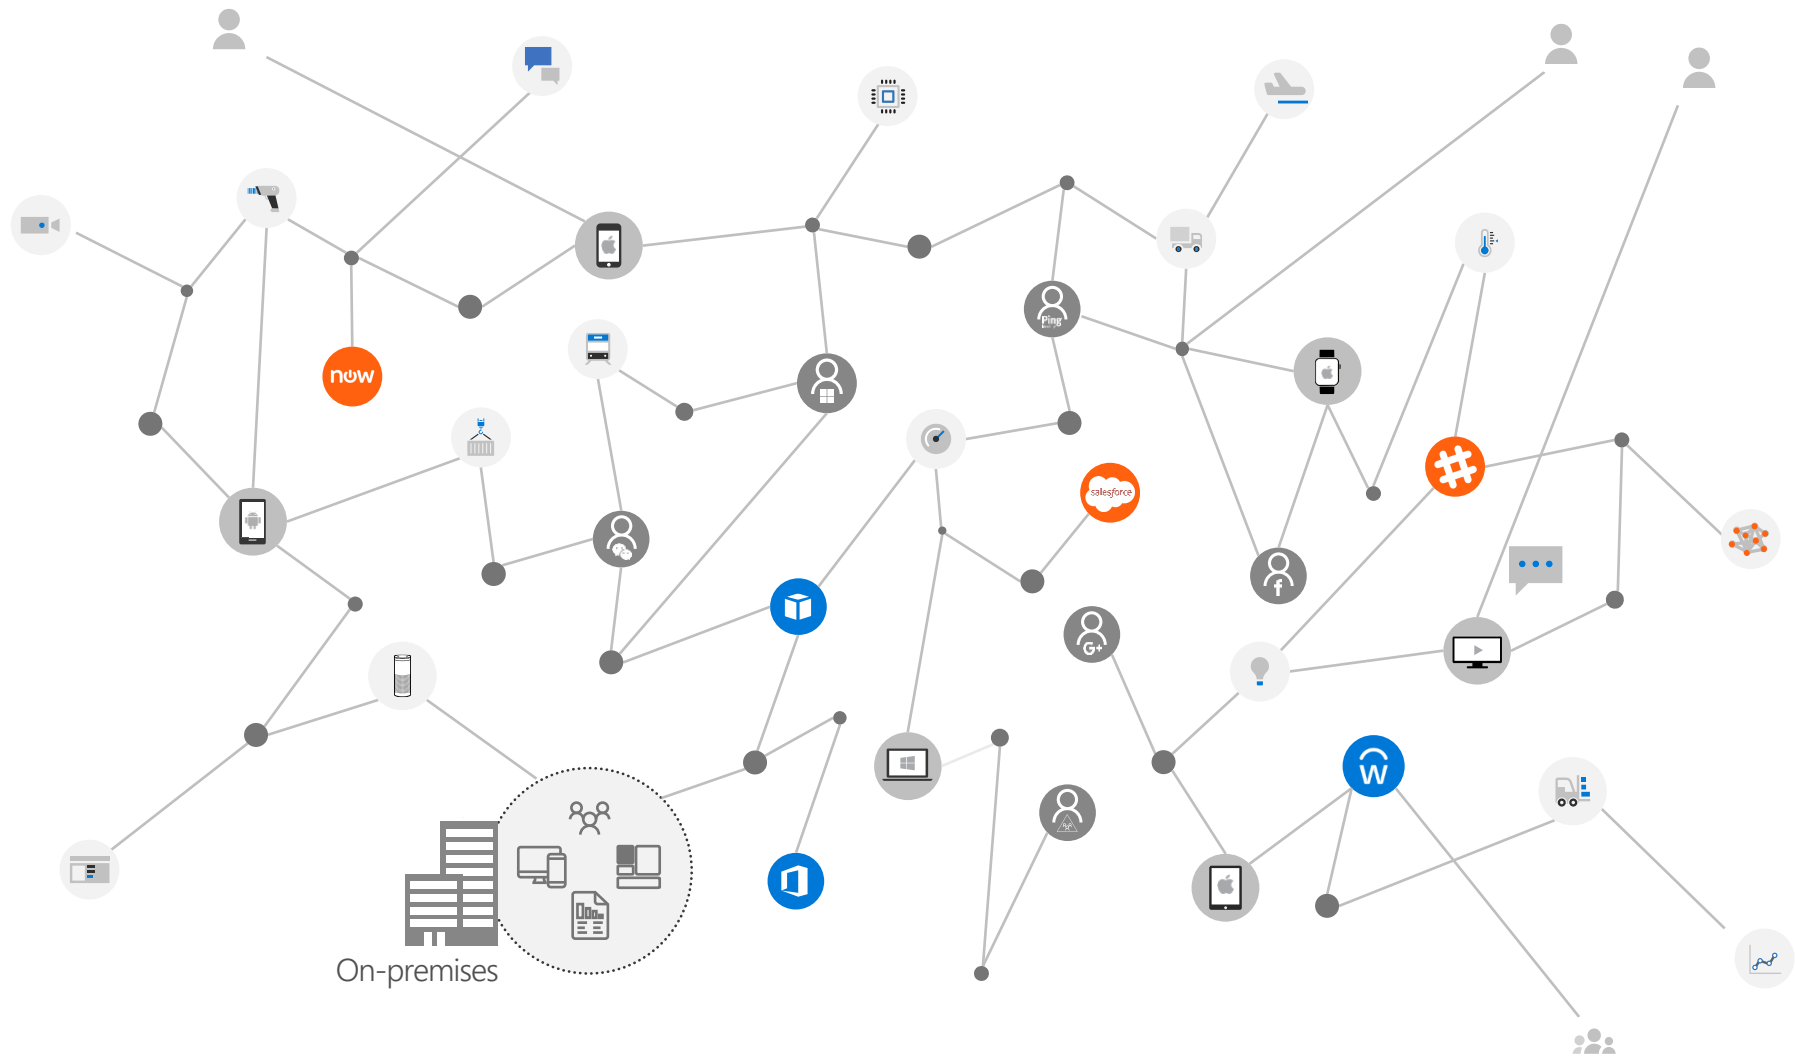 now
Ping
salesforce
G+
f
W
On-premises